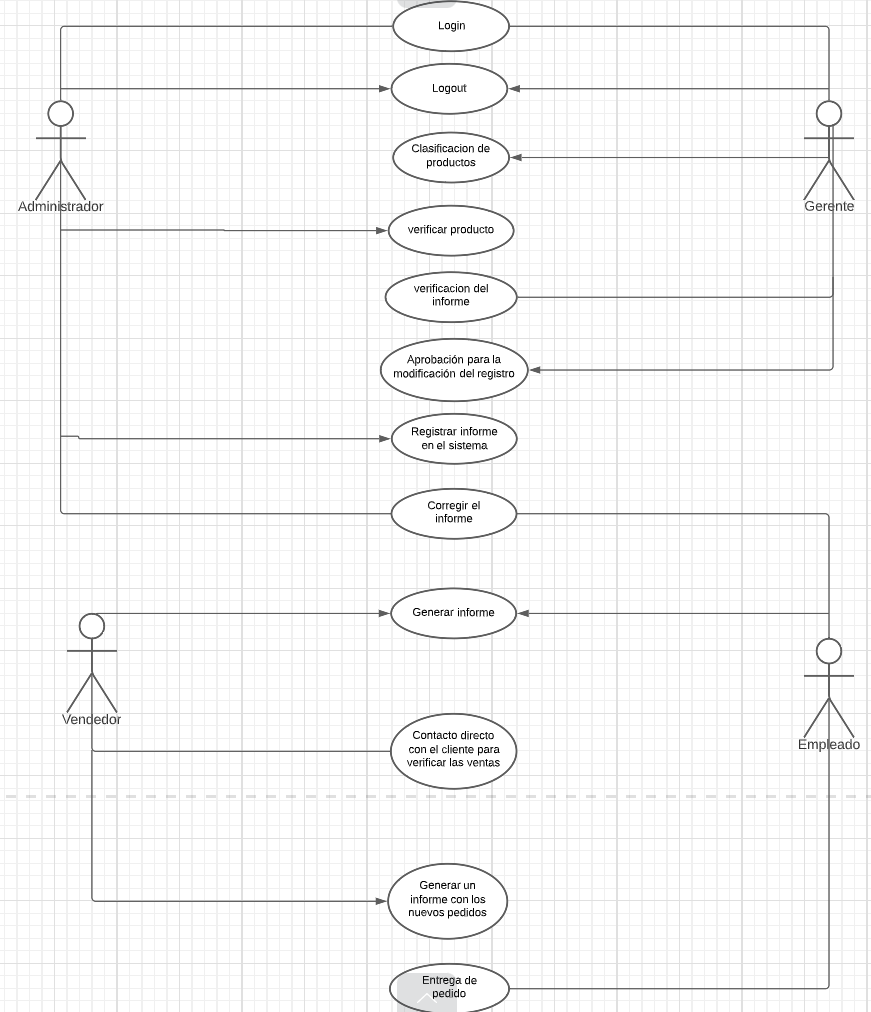 Login
Logout
Clasificacion de
productos
Administrador
Gerente
verificar producto
verificacion del
informe
Aprobación para la
modificación del registro
Registrar informe
en el sistema
Corregir el
informe
Generar informe
Vendedor
Contacto directo
con el cliente para
verificar las ventas
Empleado
Generar un
informe con los
nuevos pedidos
Entrega de
pedido